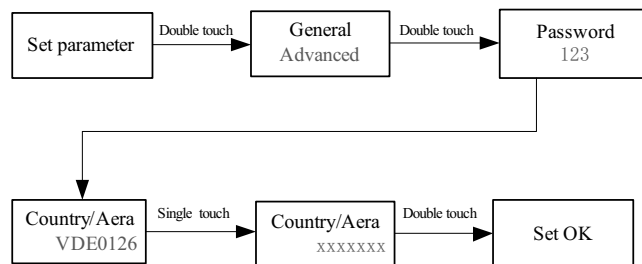 Set parameter
Double touch
General
Advanced
Double touch
Password
123
Country/Aera
VDE0126
Single touch
Country/Aera
xxxxxxx
Double touch
Set OK